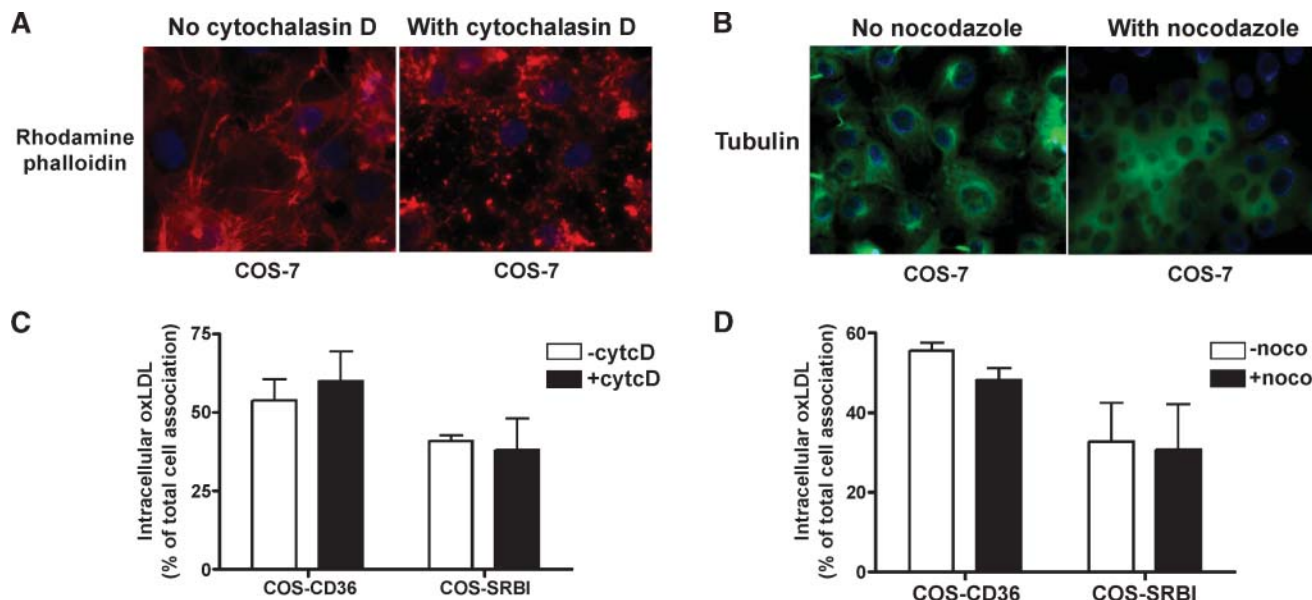 A
No cytochalasin D
With cytochalasin D
Rhodamine
phalloidin
COS-7
COS-7
B
No nocodazole
With nocodazole
Tubulin
COS-7
COS-7
C
Intracellular oxLDL
(% of total cell association)
75
50
25
0
-cytcD
+cytcD
COS-CD36
COS-SRBI
D
Intracellular oxLDL
(% of total cell association)
60
40
20
0
-noco
+noco
COS-CD36
COS-SRBI